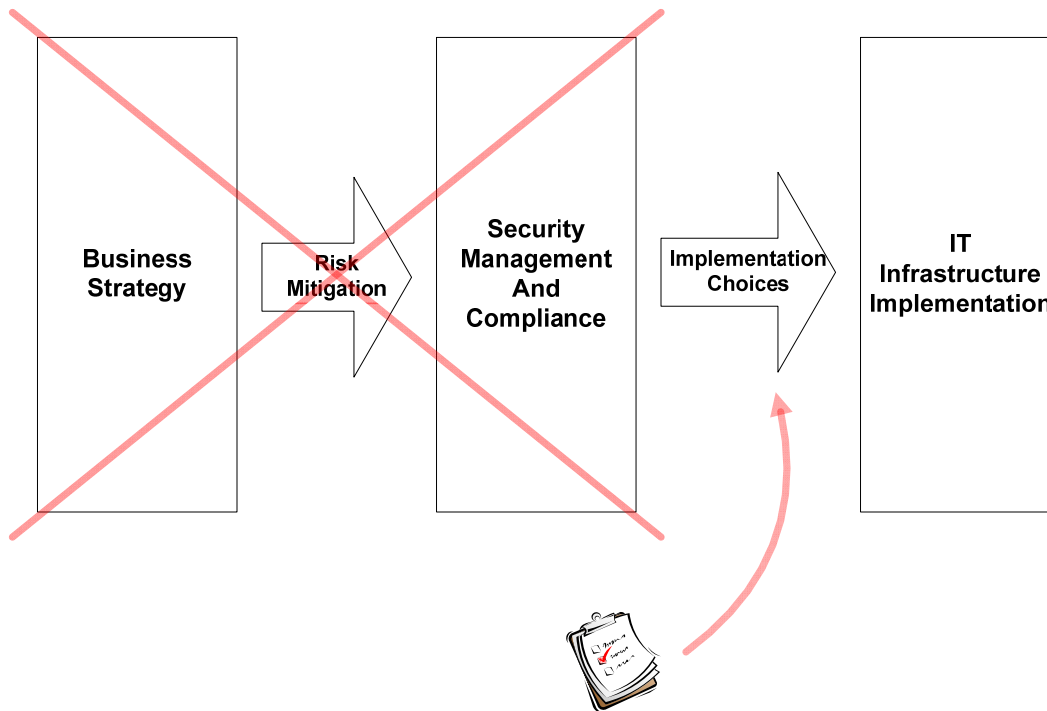 Business
Strategy
Risk
Mitigation
Security
Management
And
Compliance
Implementation
Choices
IT
Infrastructure
Implementation